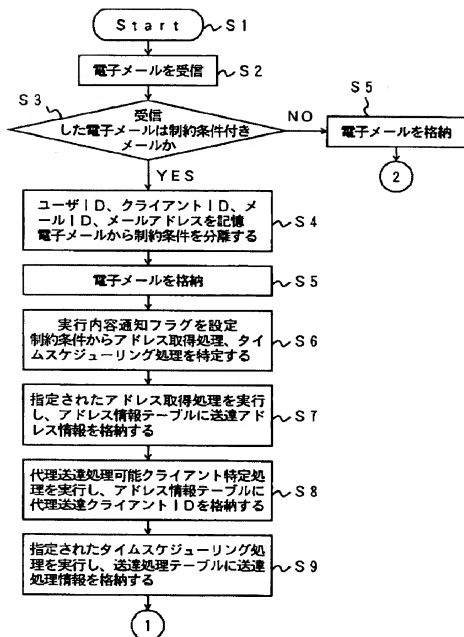 Start
S1
電子メールを受信
S2
S3
受信
した電子メールは制約条件付き
メールか
NO
S5
電子メールを格納
2
YES
ユーザID、クライアントID、メ
ールID、メールアドレスを記憶
電子メールから制約条件を分離する
S4
電子メールを格納
S5
実行内容通知フラグを設定
制約条件からアドレス取得処理、タイ
ムスケジューリング処理を特定する
S6
指定されたアドレス取得処理を実行
し、アドレス情報テーブルに送達アド
レス情報を格納する
S7
代理送達処理可能クライアント特定処
理を実行し、アドレス情報テーブルに
代理送達クライアントIDを格納する
S8
指定されたタイムスケジューリング処
理を実行し、送達処理テーブルに送達
処理情報を格納する
S9
1